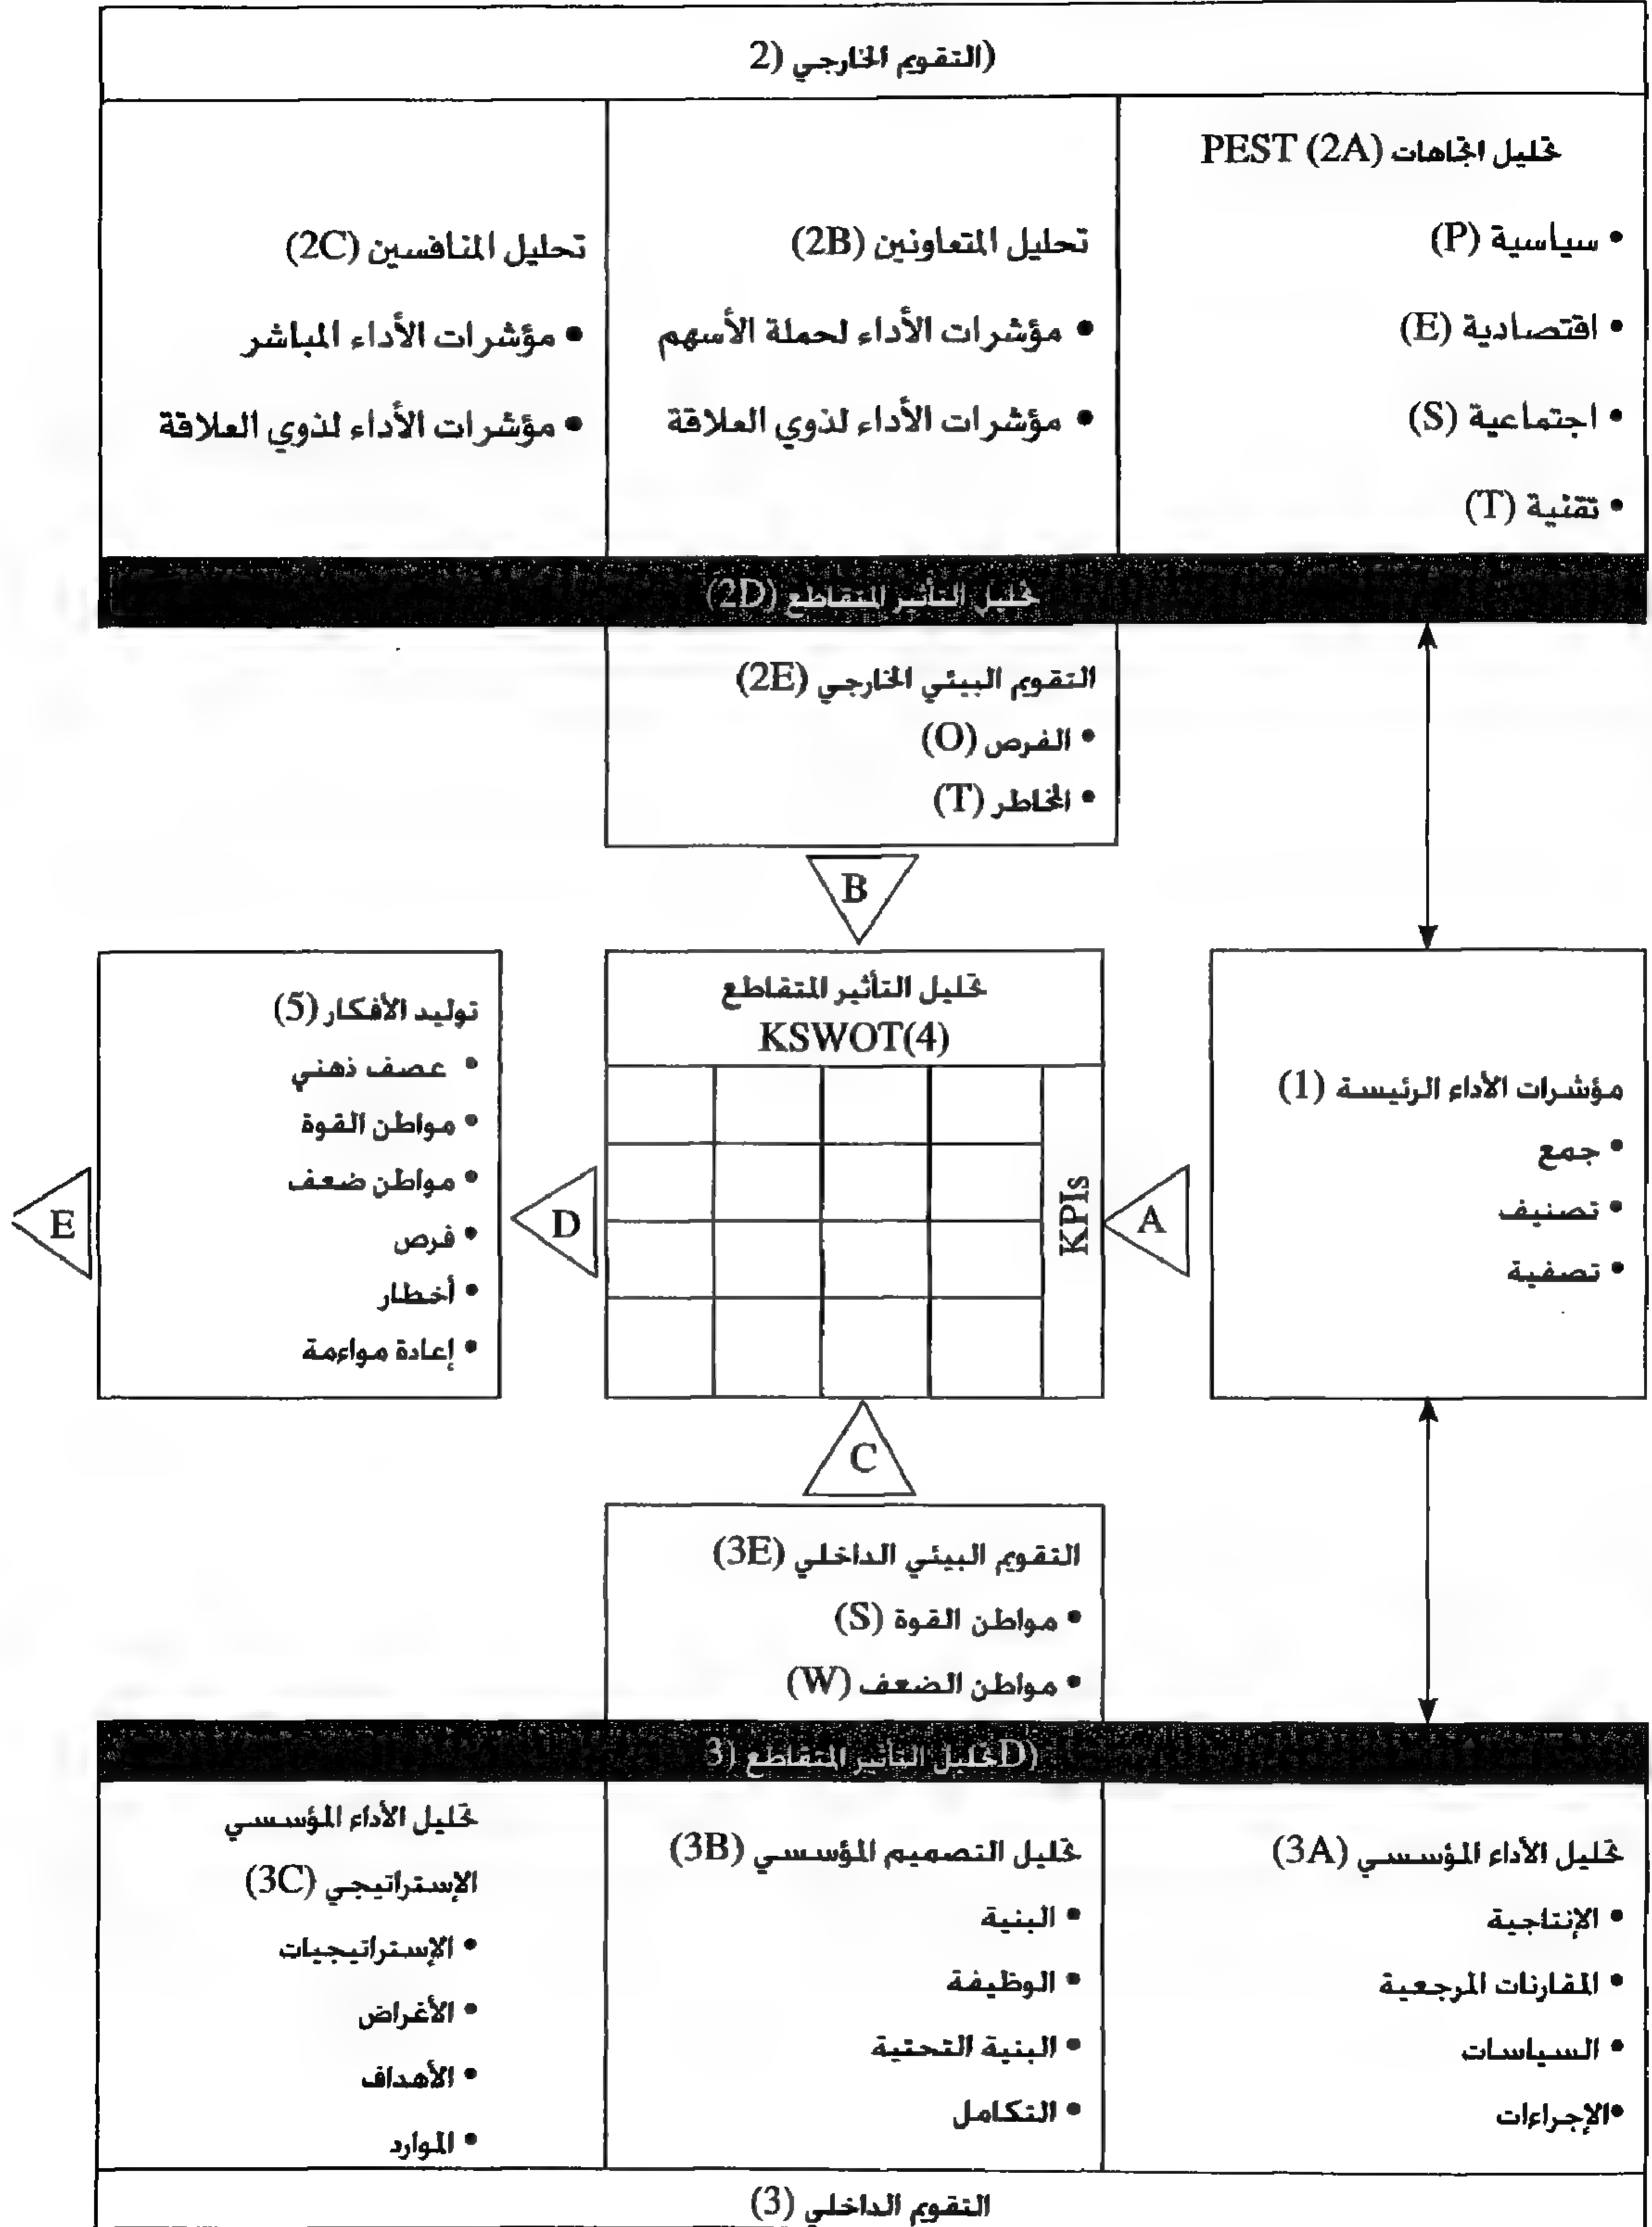 (التقويم الخارجي (2
تحليل اتجاهات PEST (2A)
• سياسية (P)
• اقتصادية (E)
• اجتماعية (S)
• تقنية (T)
تحليل المتعاونين (2B)
• مؤشرات الأداء لحملة الأسهم
• مؤشرات الأداء لذوي العلاقة
تحليل المنافسين (2C)
• مؤشرات الأداء المباشر
• مؤشرات الأداء لذوي العلاقة
تحليل التأثير المتقاطع (2D)
التقويم البيئي الخارجي (2E)
• الفرص (O)
• المخاطر (T)
B
مؤشرات الأداء الرئيسة (1)
• جمع
• تصنيف
• تصفية
A
تحليل التأثير المتقاطع
KSWOT(4)
KPIs
D
توليد الأفكار (5)
• عصف ذهني
• مواطن القوة
• مواطن ضعف
• فرص
• أخطار
• إعادة مواءمة
E
C
التقويم البيئي الداخلي (3E)
• مواطن القوة (S)
• مواطن الضعف (W)
(Dتحليل التأثير المتقاطع (3
تحليل الأداء المؤسسي (3A)
• الإنتاجية
• المقارنات المرجعية
• السياسات
•الإجراءات
تحليل التصميم المؤسسي (3B)
• البنية
• الوظيفة
• البنية التحتية
• التكامل
تحليل الأداء المؤسسي
الإستراتيجي (3C)
• الإستراتيجيات
• الأغراض
• الأهداف
• الموارد
التقويم الداخلي (3)